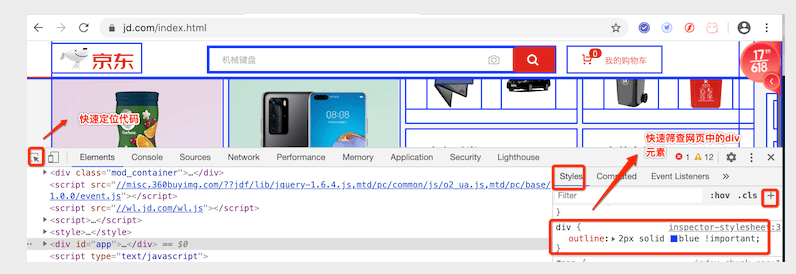 jd.com/index.html
京东
机械键盘
0
我的购物车
17
618
08:08
快速定位代码
快速筛查网页中的div
元素
Elements Console Sources Network Performance Memory Application Security Lighthouse 1 12
<div class="mod_container">…</div>
<script src="//misc.360buyimg.com/??jdf/lib/jquery-1.6.4.js,mtd/pc/common/js/o2_ua.js,mtd/pc/base/
1.0.0/event.js"></script>
<script src="//wl.jd.com/wl.js"></script>
<script>…</script>
<style>…</style>
<div id="app">…</div> == $0
<script type="text/javascript">
Styles Computed Event Listeners »
Filter :hov .cls +
}
div { inspector-stylesheet:3
outline: 2px solid blue !important;
}